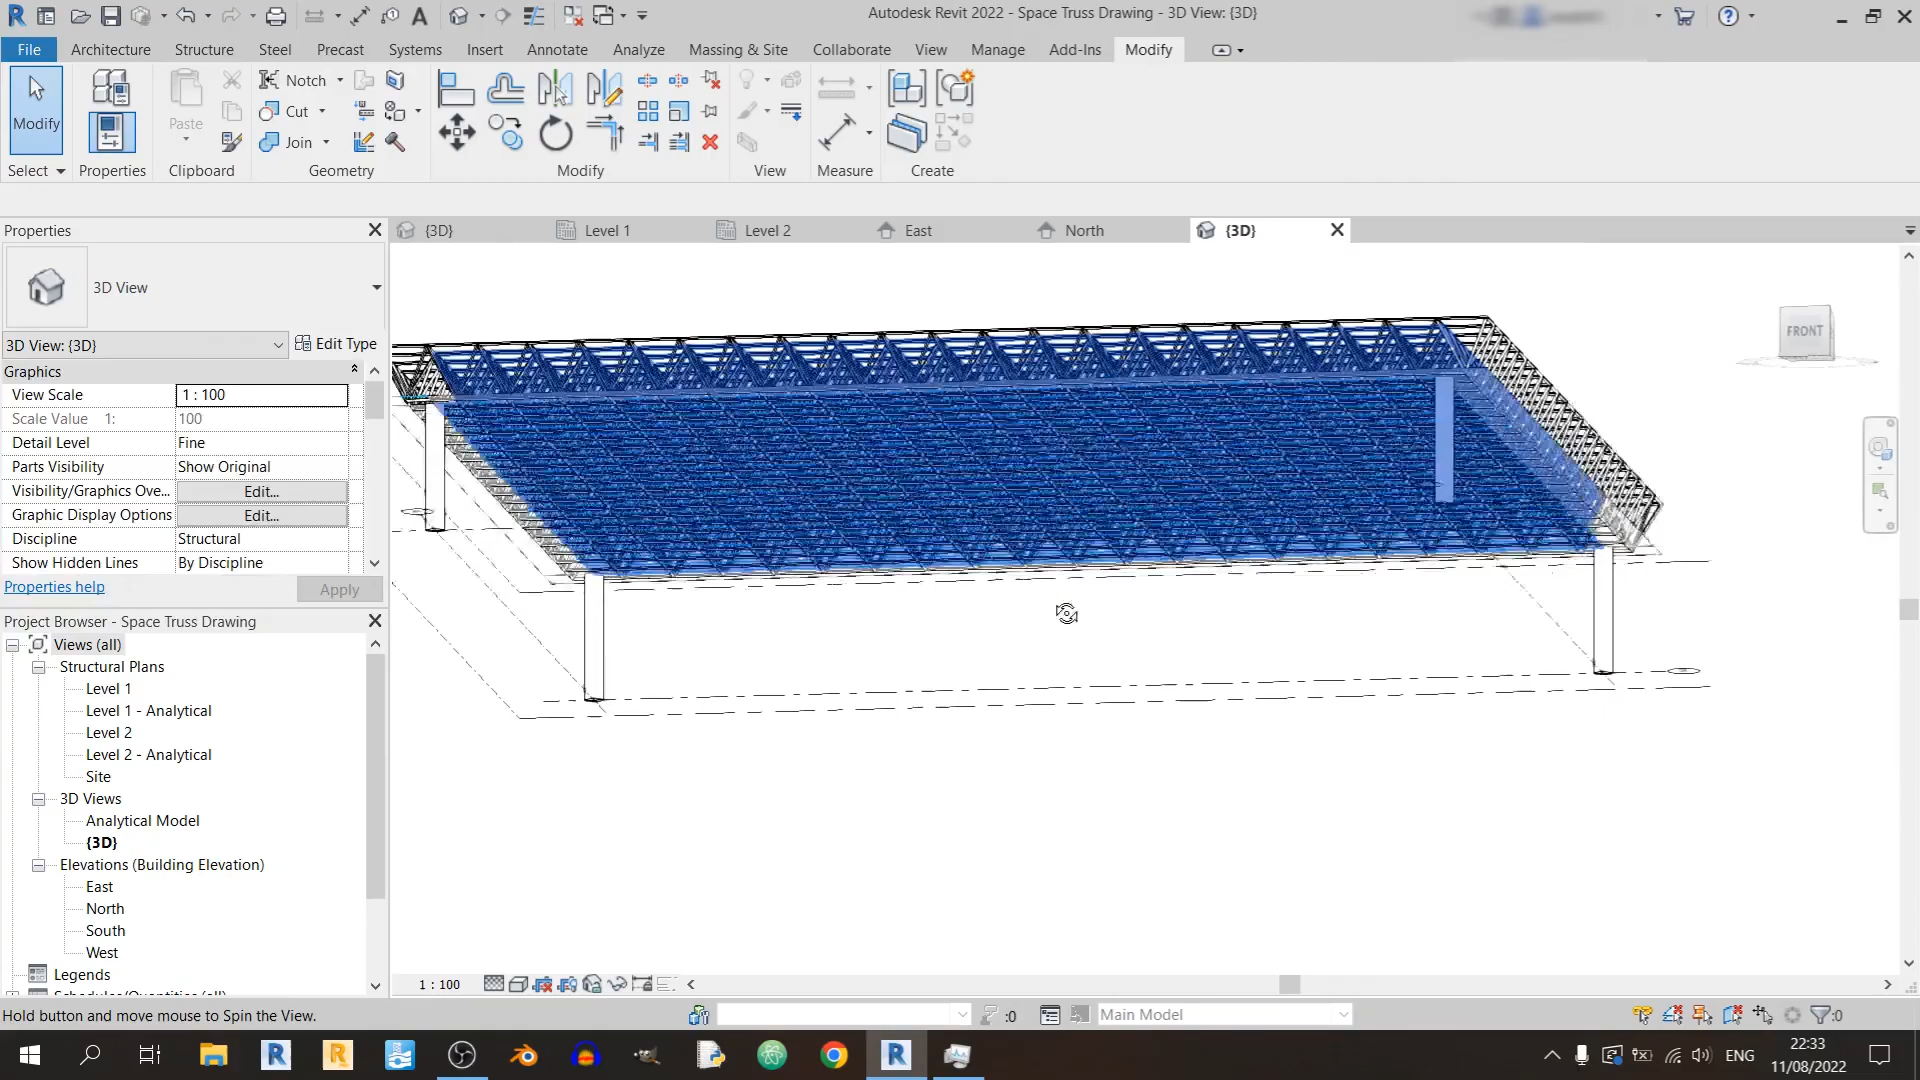 Autodesk Revit 2022 - Space Truss Drawing - 3D View: {3D}
File Architecture Structure Steel Precast Systems Insert Annotate Analyze Massing & Site Collaborate View Manage Add-Ins Modify
Modify
Paste
Notch
Cut
Join
Select
Properties
Clipboard
Geometry
Modify
View
Measure
Create
Properties
{3D}
Level 1
Level 2
East
North
{3D}
3D View
3D View: {3D}
Edit Type
Graphics
View Scale 1 : 100
Scale Value 1: 100
Detail Level Fine
Parts Visibility Show Original
Visibility/Graphics Ove... Edit...
Graphic Display Options Edit...
Discipline Structural
Show Hidden Lines By Discipline
Properties help
Apply
FRONT
Project Browser - Space Truss Drawing
Views (all)
Structural Plans
Level 1
Level 1 - Analytical
Level 2
Level 2 - Analytical
Site
3D Views
Analytical Model
{3D}
Elevations (Building Elevation)
East
North
South
West
Legends
Schedules/Quantities (all)
1 : 100
Hold button and move mouse to Spin the View.
:0
Main Model
:0
ENG
22:33
11/08/2022